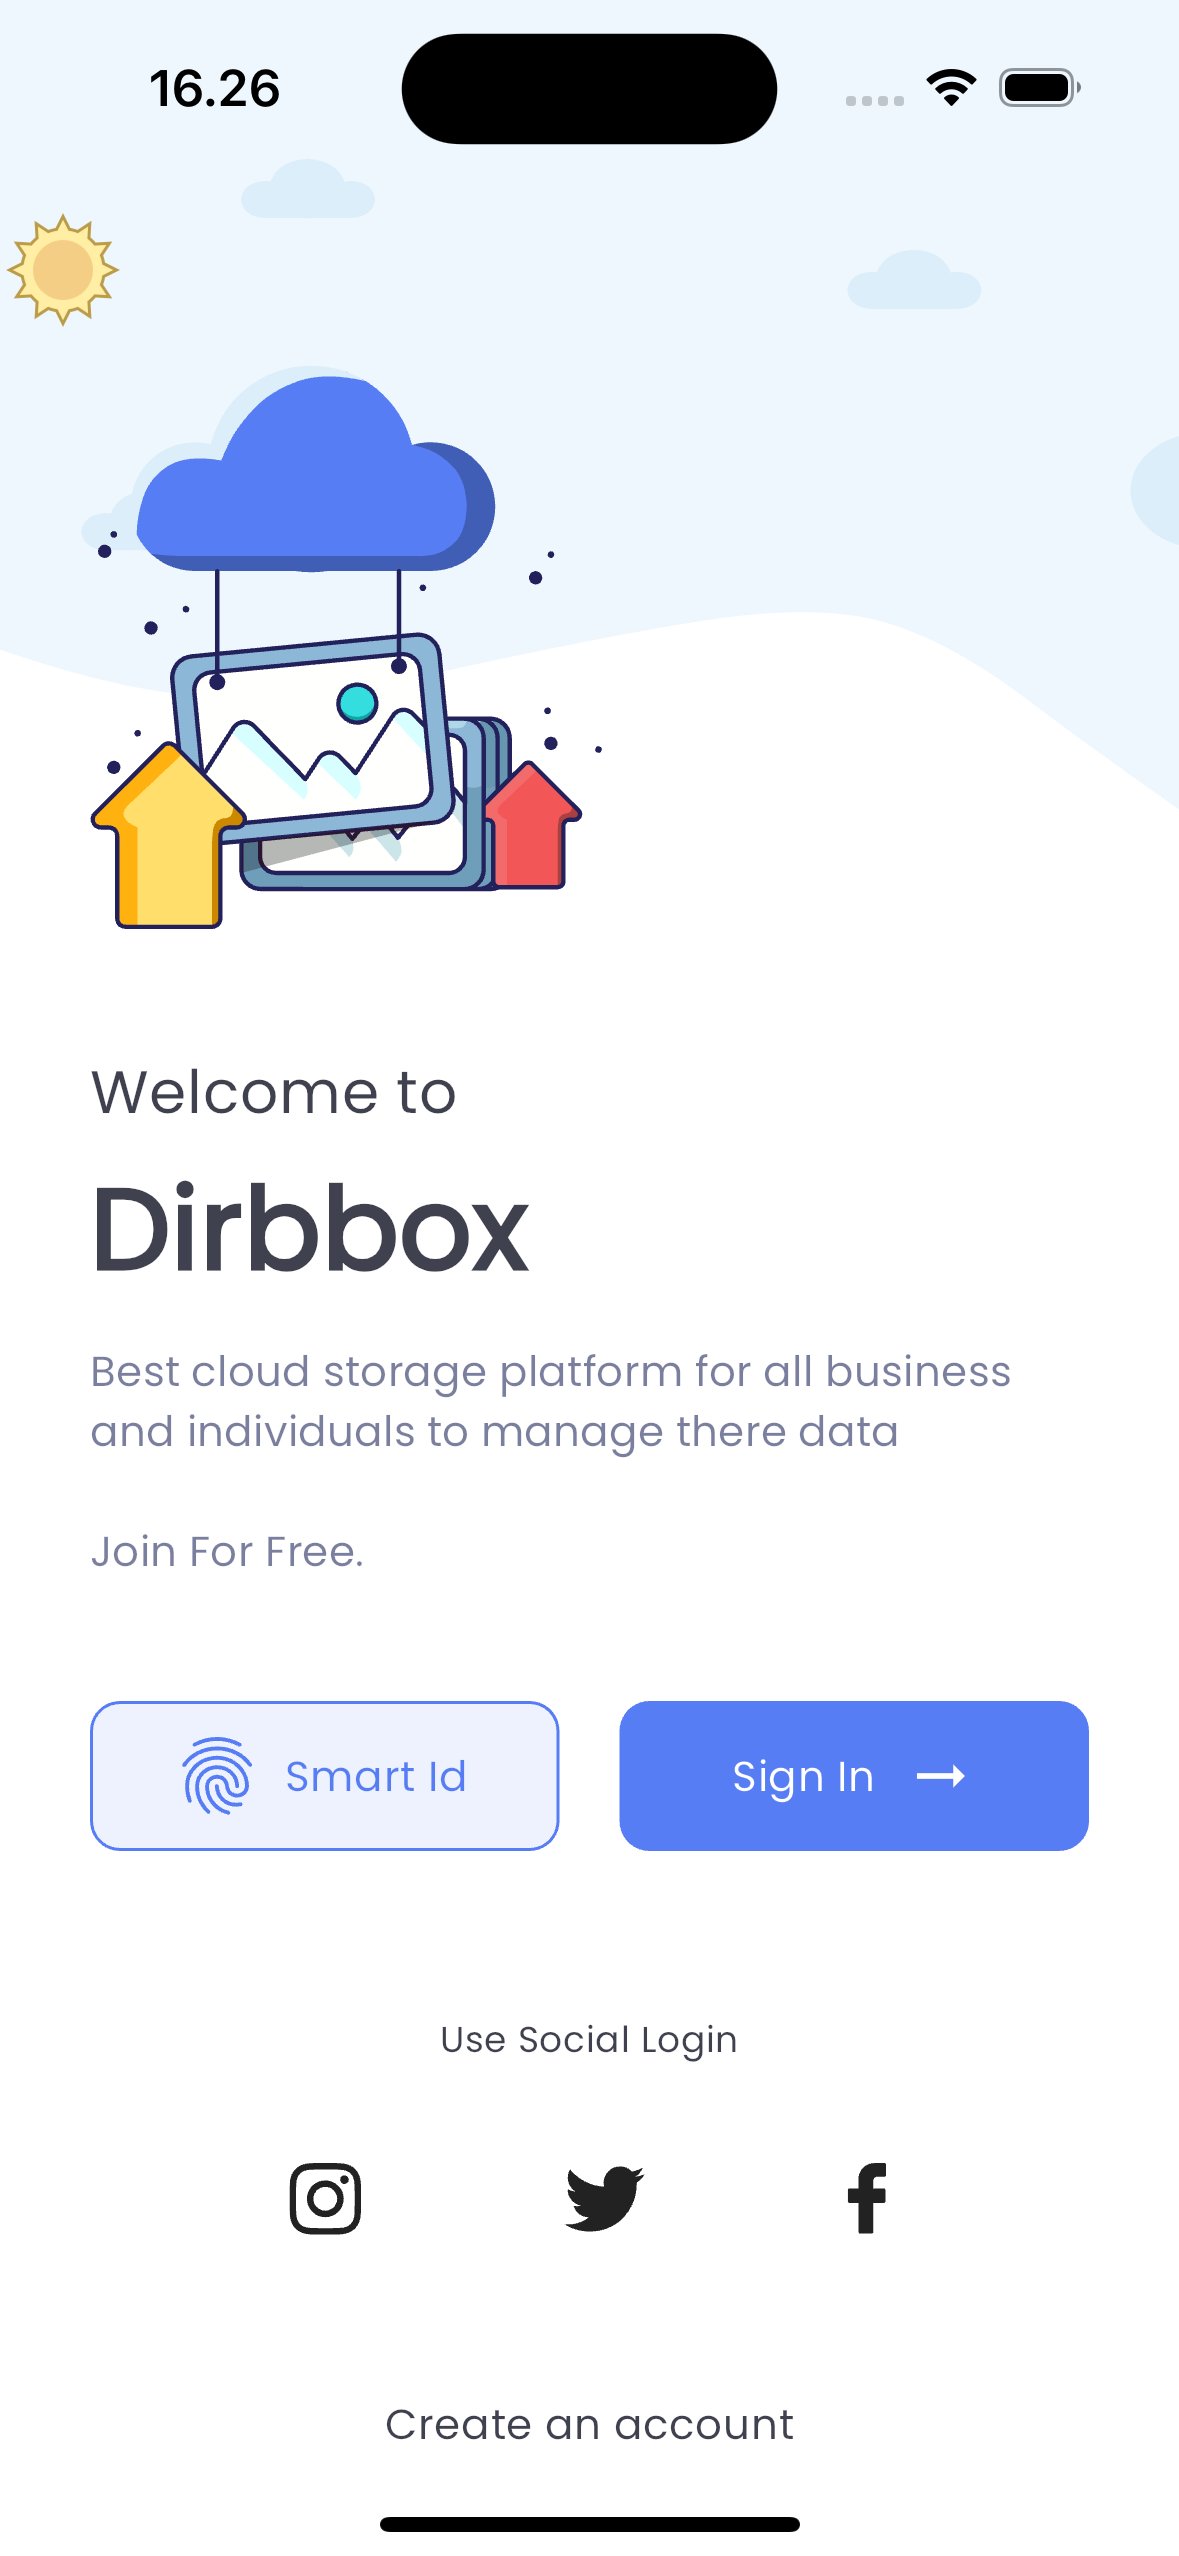 16.26
Welcome to
Dirbbox
Best cloud storage platform for all business
and individuals to manage there data
Join For Free.
Smart Id
Sign In
Use Social Login
Create an account